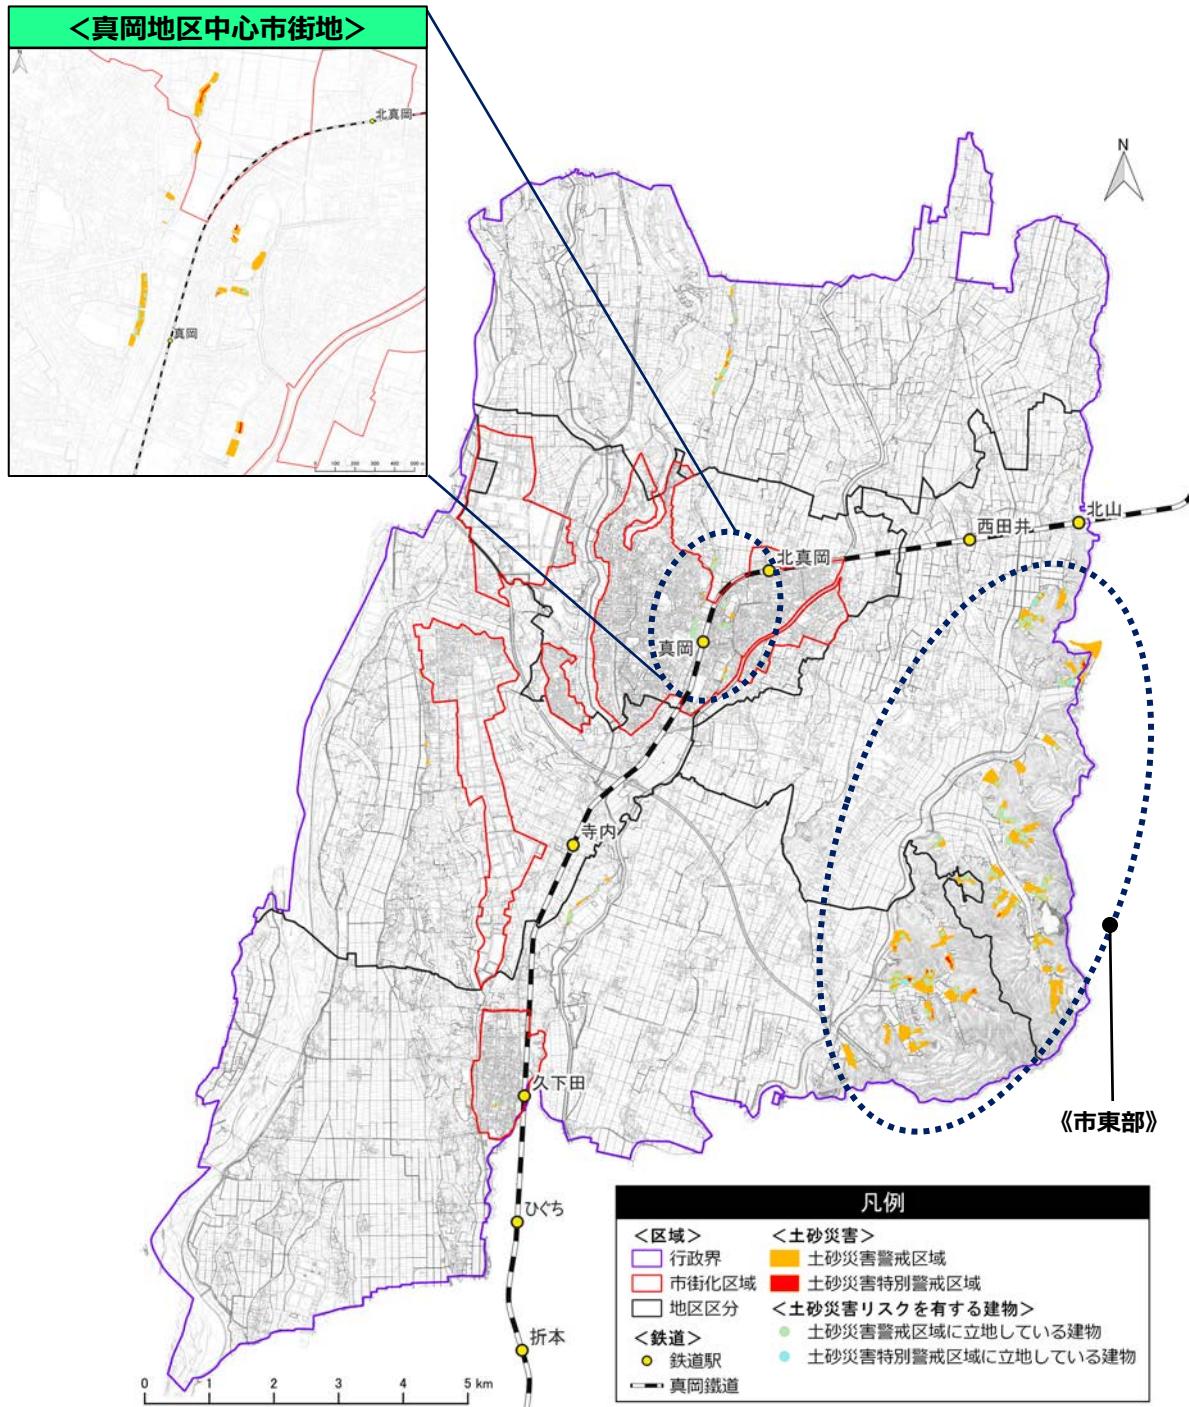 ＜真岡地区中心市街地＞
北真岡
真岡
0 100 200 300 400 500 m
N
北山
西田井
北真岡
真岡
寺内
久下田
《市東部》
ひぐち
折本
0 1 2 3 4 5 km
凡例
＜区域＞
行政界
市街化区域
地区区分
＜鉄道＞
鉄道駅
真岡鐵道
＜土砂災害＞
土砂災害警戒区域
土砂災害特別警戒区域
＜土砂災害リスクを有する建物＞
土砂災害警戒区域に立地している建物
土砂災害特別警戒区域に立地している建物